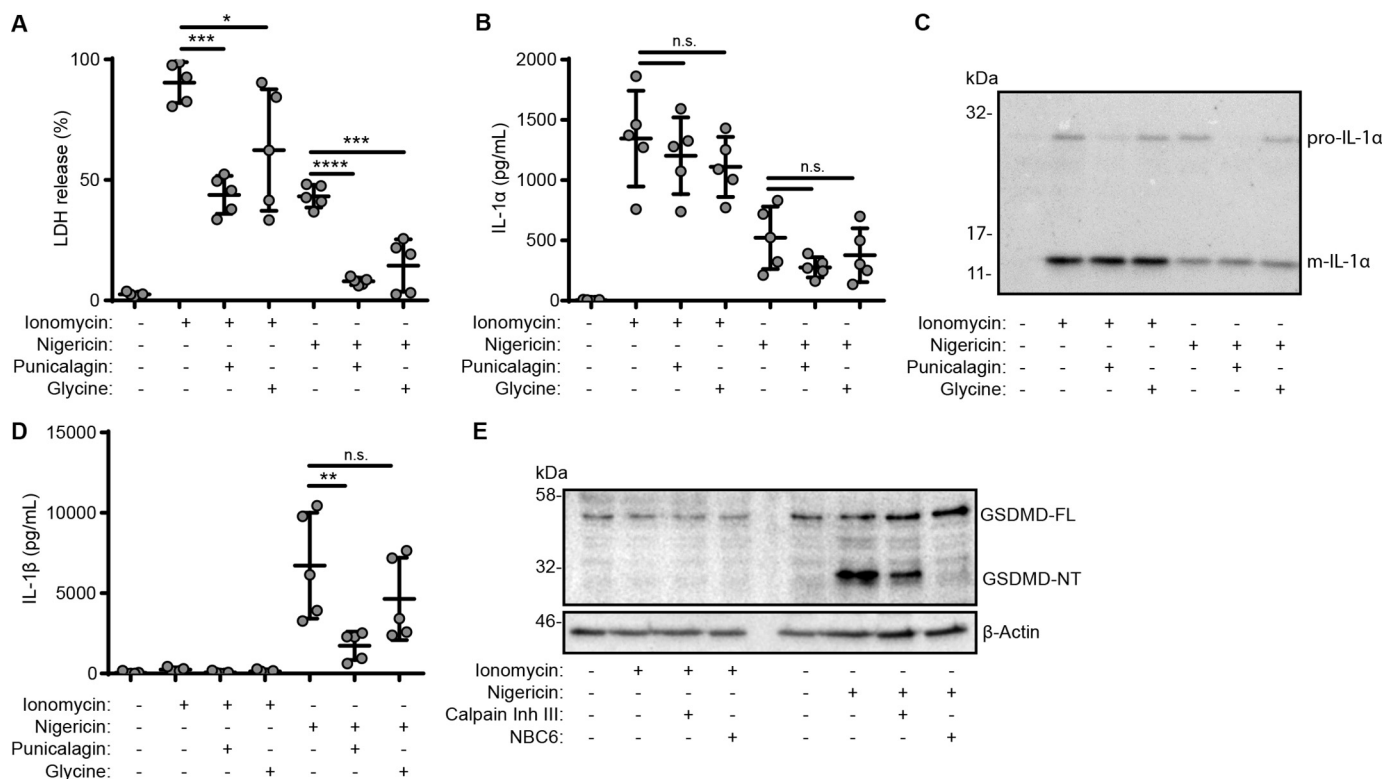 A
*
***
***
****
LDH release (%)
100
50
0
Ionomycin: - + + + - - -
Nigericin: - - - - + + +
Punicalagin: - - + - - + -
Glycine: - - - + - - +
B
n.s.
n.s.
IL-1α (pg/mL)
2000
1500
1000
500
0
Ionomycin: - + + + - - -
Nigericin: - - - - + + +
Punicalagin: - - + - - + -
Glycine: - - - + - - +
C
kDa
32-
17-
11-
pro-IL-1α
m-IL-1α
Ionomycin: - + + + - - -
Nigericin: - - - - + + +
Punicalagin: - - + - - + -
Glycine: - - - + - - +
D
n.s.
**
IL-1β (pg/mL)
15000
10000
5000
0
Ionomycin: - + + + - - -
Nigericin: - - - - + + +
Punicalagin: - - + - - + -
Glycine: - - - + - - +
E
kDa
58-
32-
46-
GSDMD-FL
GSDMD-NT
β-Actin
Ionomycin: - + + + - - - -
Nigericin: - - - - - + + +
Calpain Inh III: - - + - - - + -
NBC6: - - - + - - - +